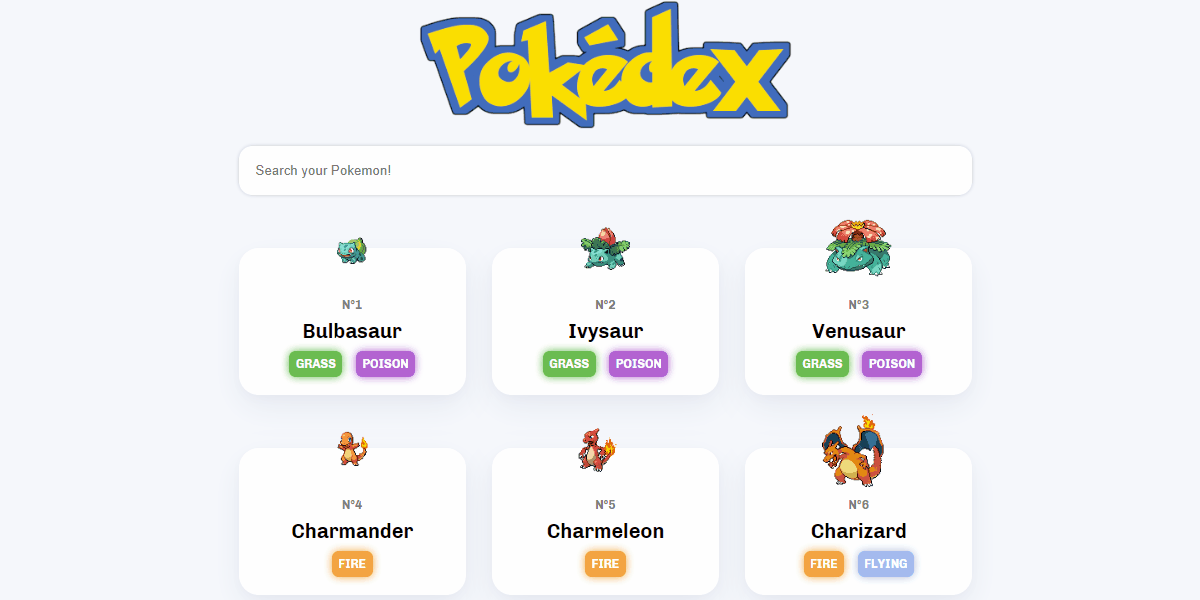 Pokédex
Search your Pokemon!
N°1
Bulbasaur
GRASS POISON
N°2
Ivysaur
GRASS POISON
N°3
Venusaur
GRASS POISON
N°4
Charmander
FIRE
N°5
Charmeleon
FIRE
N°6
Charizard
FIRE FLYING